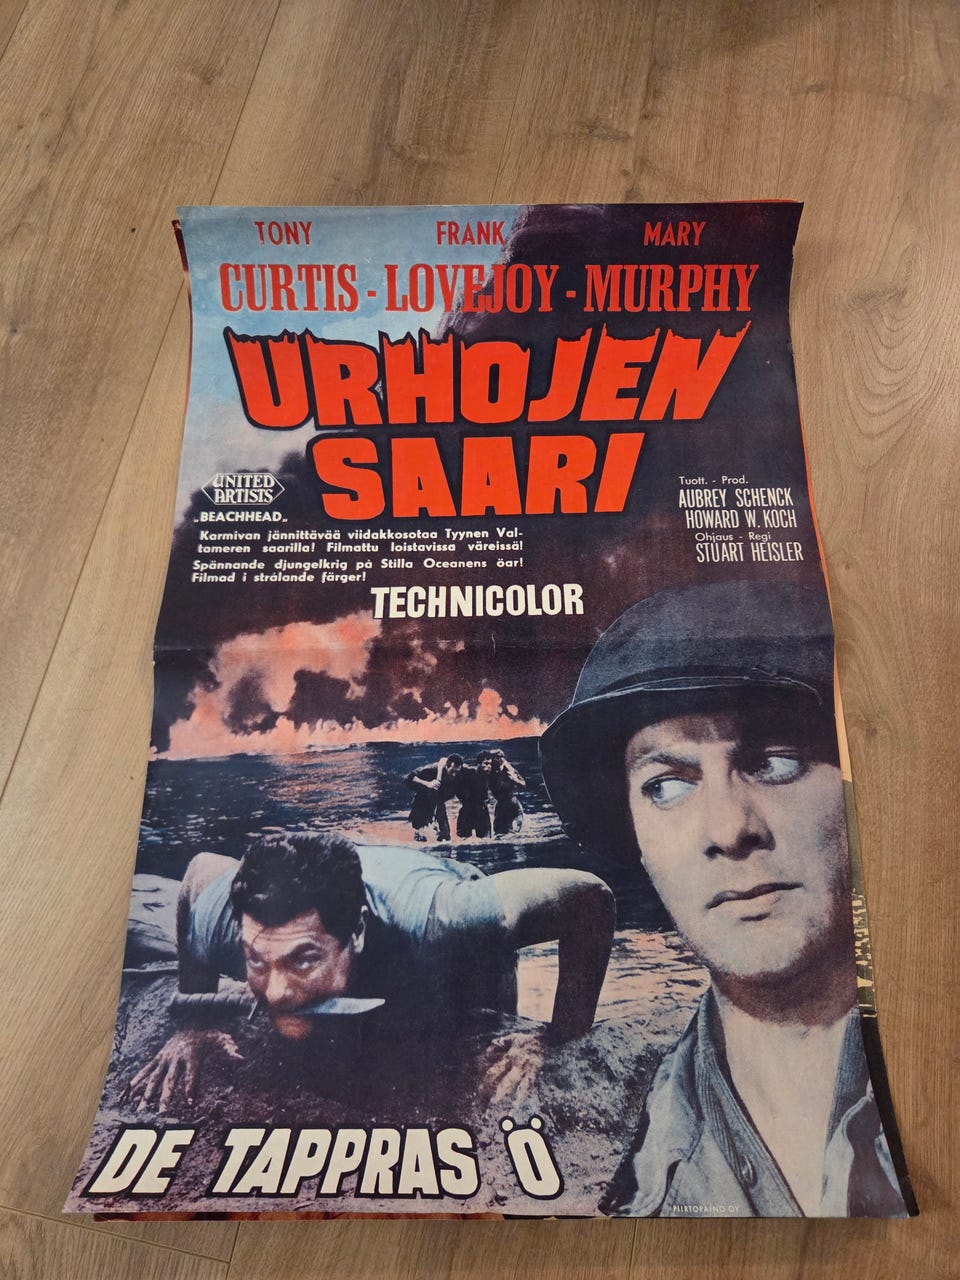 TONY FRANK MARY
CURTIS - LOVEJOY - MURPHY
URHOJEN
SAARI
UNITED
ARTISTS
„BEACHHEAD„
Karmivan jännittävää viidakkosotaa Tyynen Val-
tameren saarilla! Filmattu loistavissa väreissä!
Spännande djungelkrig på Stilla Oceanens öar!
Filmad i strålande färger!
Tuott. - Prod.
AUBREY SCHENCK
HOWARD W. KOCH
Ohjaus - Regi
STUART HEISLER
TECHNICOLOR
DE TAPPRAS Ö
PIIRTOPAINO OY